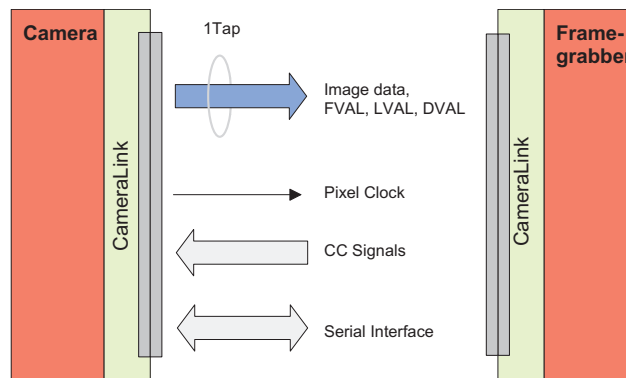 Camera
1Tap
Frame-
grabber
Image data,
FVAL, LVAL, DVAL
CameraLink
CameraLink
Pixel Clock
CC Signals
Serial Interface